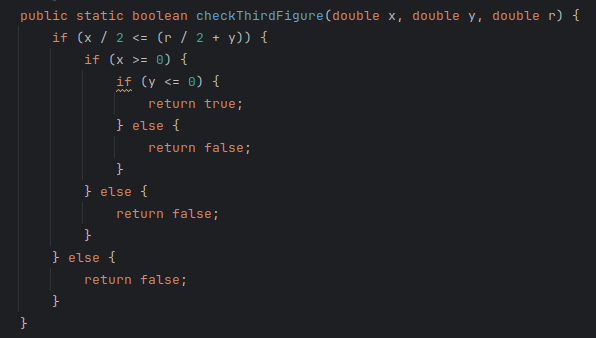 public static boolean checkThirdFigure(double x, double y, double r) {
    if (x / 2 <= (r / 2 + y)) {
        if (x >= 0) {
            if (y <= 0) {
                return true;
            } else {
                return false;
            }
        } else {
            return false;
        }
    } else {
        return false;
    }
}